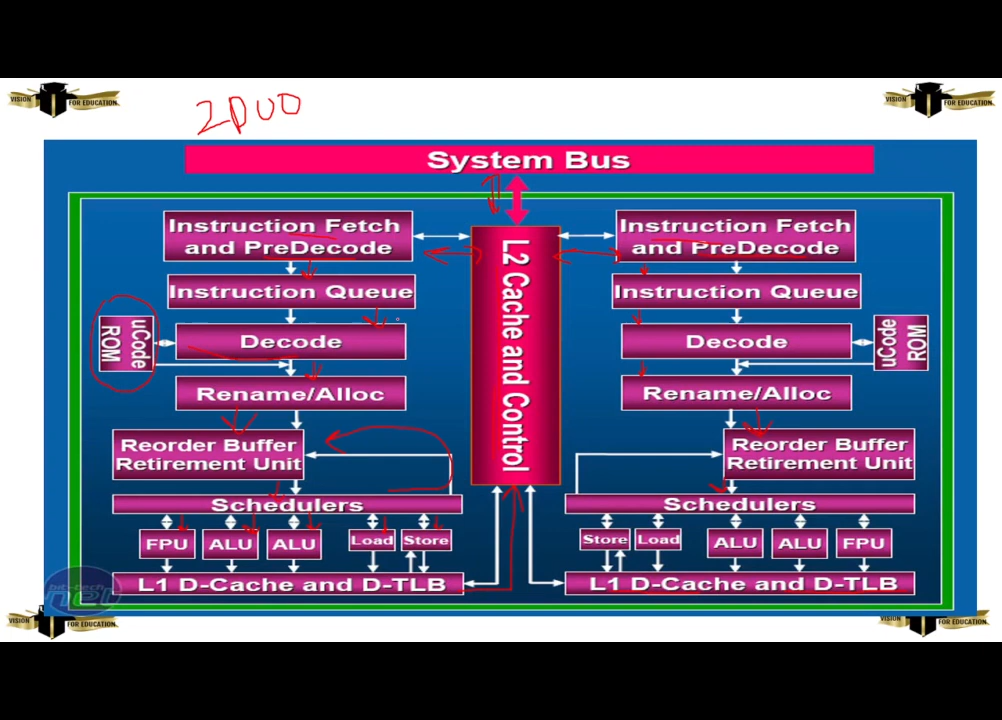 VISION FOR EDUCATION
VISION FOR EDUCATION
2DUO
System Bus
Instruction Fetch
and PreDecode
Instruction Queue
uCode
ROM
Decode
Rename/Alloc
Reorder Buffer
Retirement Unit
Schedulers
FPU
ALU
ALU
Load
Store
L1 D-Cache and D-TLB
L2 Cache and Control
Instruction Fetch
and PreDecode
Instruction Queue
Decode
uCode
ROM
Rename/Alloc
Reorder Buffer
Retirement Unit
Schedulers
Store
Load
ALU
ALU
FPU
L1 D-Cache and D-TLB
bit-tech
net
VISION FOR EDUCATION
VISION FOR EDUCATION